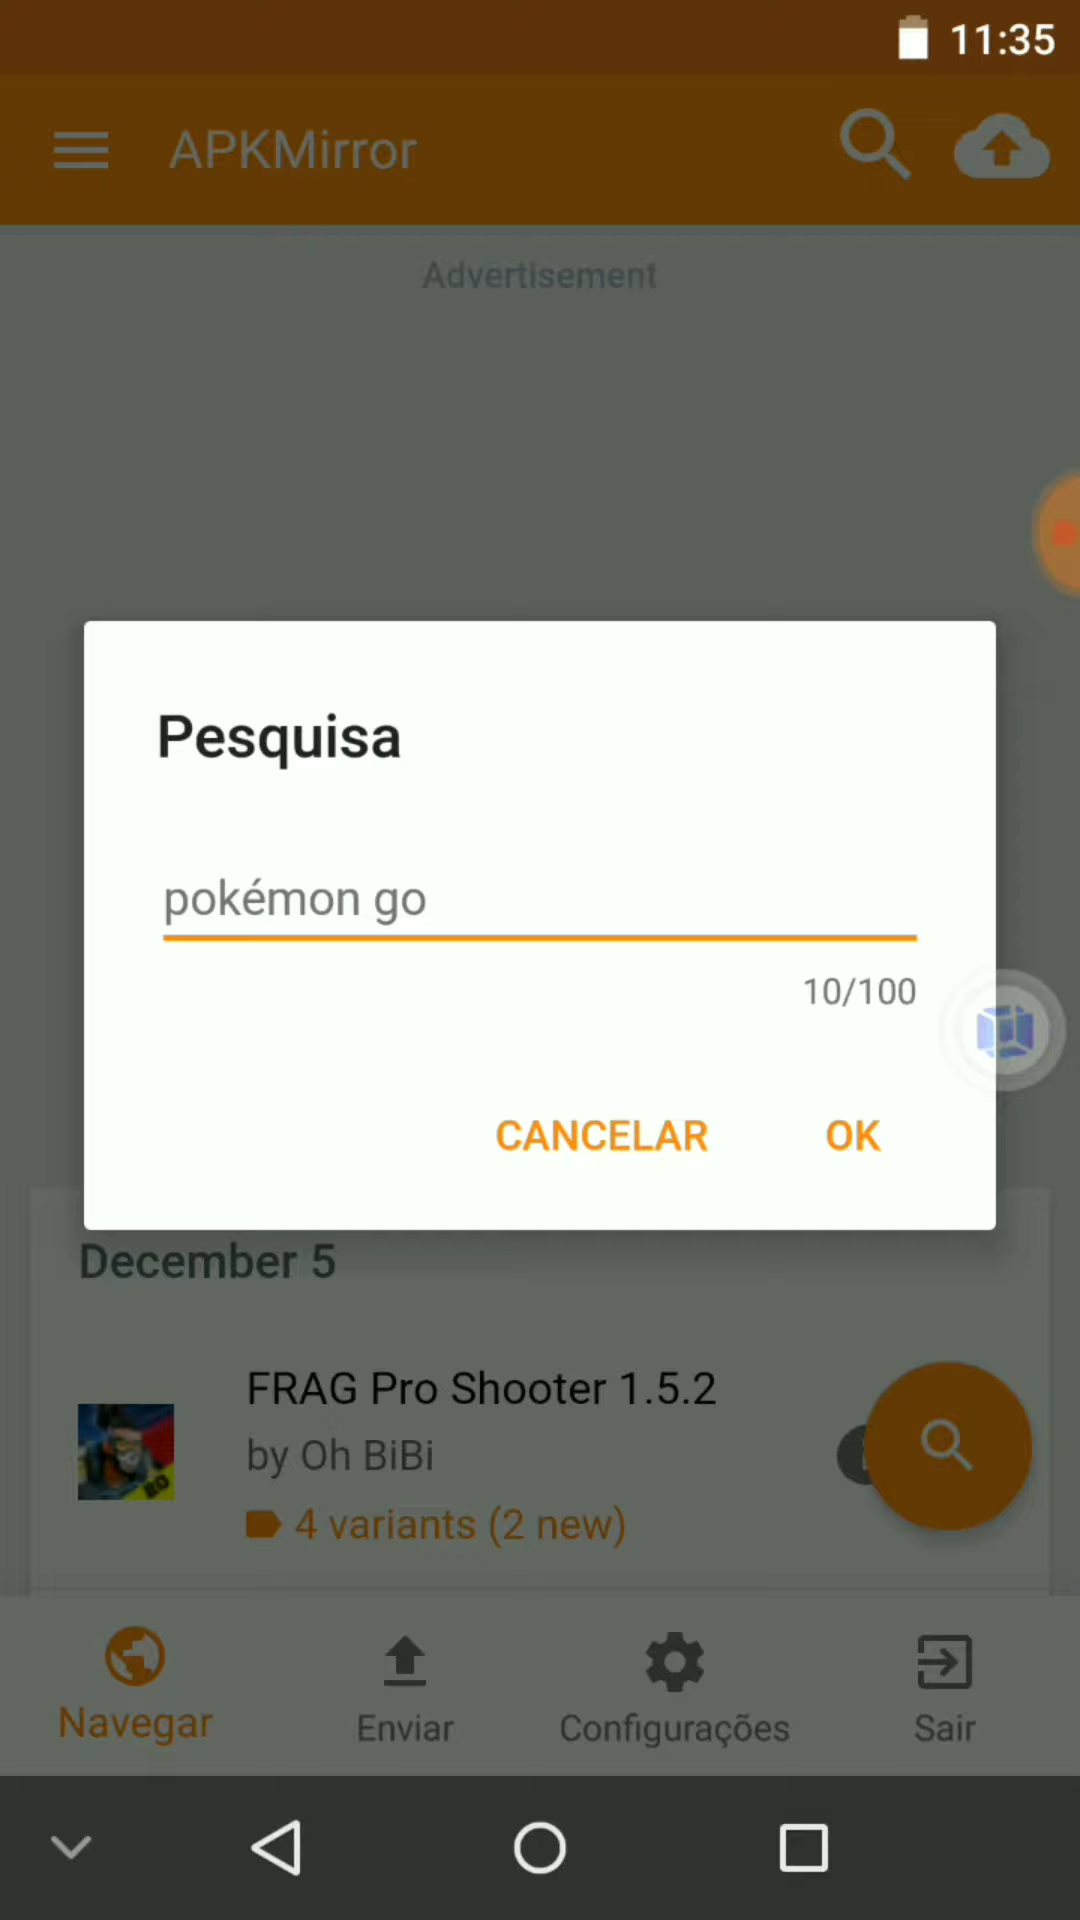 11:35
APKMirror
Advertisement
Pesquisa
pokémon go
10/100
CANCELAR OK
December 5
FRAG Pro Shooter 1.5.2
by Oh BiBi
4 variants (2 new)
Navegar Enviar Configurações Sair